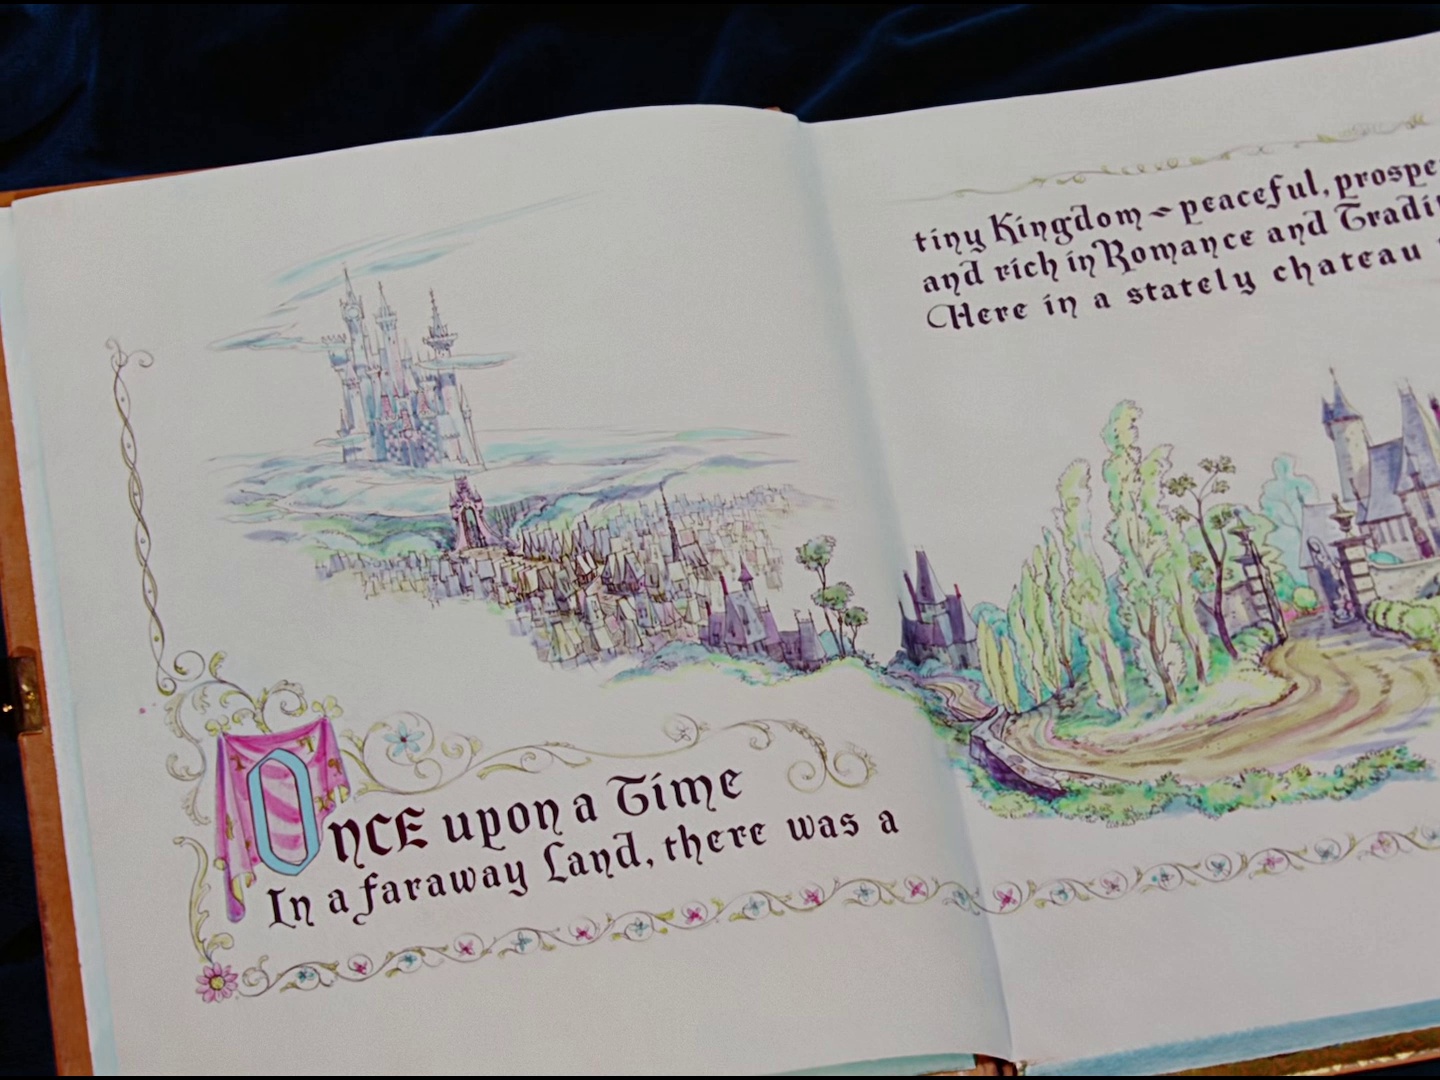 Once upon a Time
In a faraway Land, there was a
tiny Kingdom ~ peaceful, prospe
and rich in Romance and Tradi
Here in a stately chateau